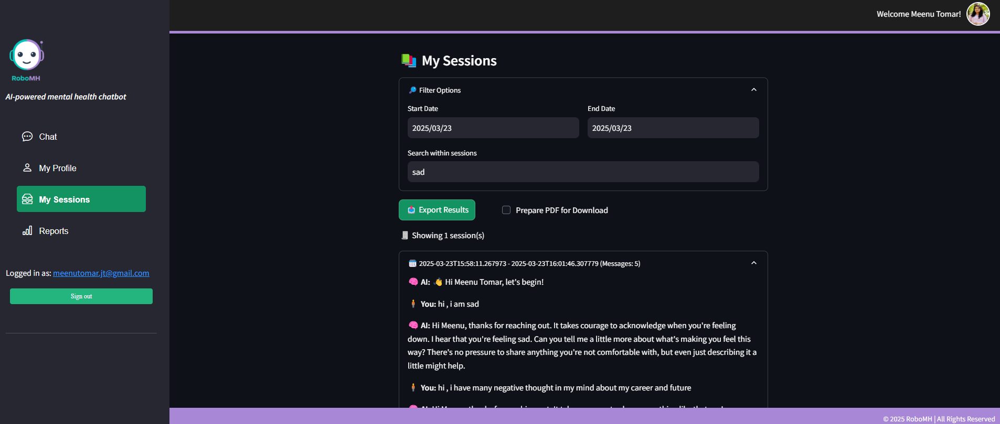 Welcome Meenu Tomar!
RoboMH
AI-powered mental health chatbot
Chat
My Profile
My Sessions
Reports
Logged in as: meenutomar.jt@gmail.com
Sign out
My Sessions
Filter Options
Start Date
End Date
2025/03/23
2025/03/23
Search within sessions
sad
Export Results
Prepare PDF for Download
Showing 1 session(s)
2025-03-23T15:58:11.267973 - 2025-03-23T16:01:46.307779 (Messages: 5)
AI: 👋 Hi Meenu Tomar, let's begin!
You: hi , i am sad
AI: Hi Meenu, thanks for reaching out. It takes courage to acknowledge when you're feeling
down. I hear that you're feeling sad. Can you tell me a little more about what's making you feel this
way? There's no pressure to share anything you're not comfortable with, but even just describing it a
little might help.
You: hi , i have many negative thought in my mind about my career and future
© 2025 RoboMH | All Rights Reserved